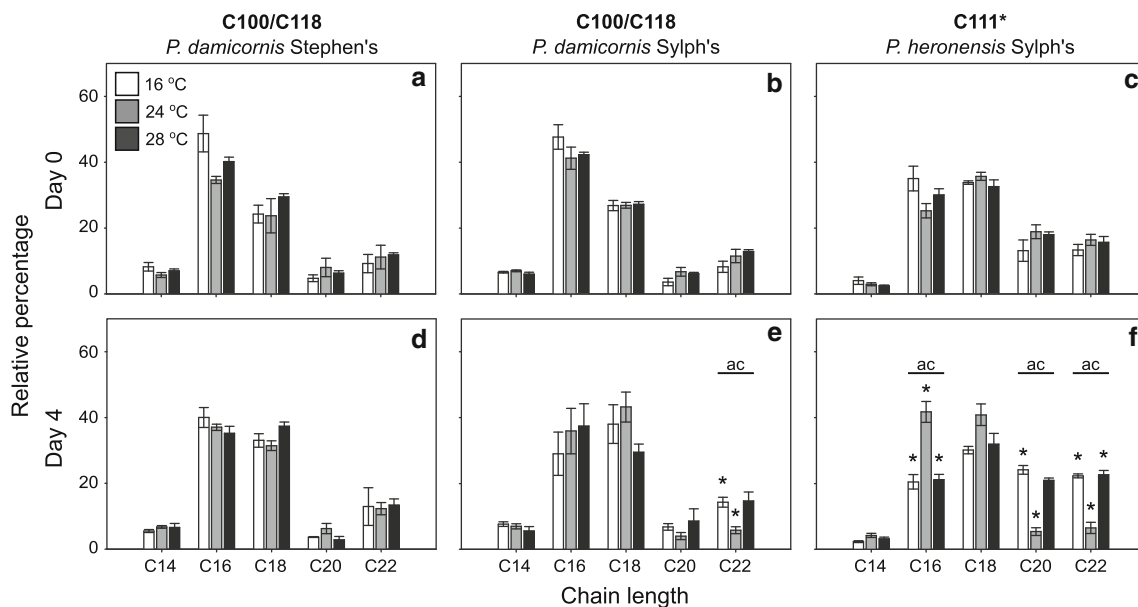 C100/C118 C100/C118 C111*
P. damicornis Stephen's P. damicornis Sylph's P. heronensis Sylph's
Relative percentage
Day 0
60
40
20
0
a
16 °C
24 °C
28 °C
b
c
Day 4
60
40
20
0
d
e
ac
* *
f
ac ac ac
* * * * * * *
C14 C16 C18 C20 C22 C14 C16 C18 C20 C22 C14 C16 C18 C20 C22
Chain length